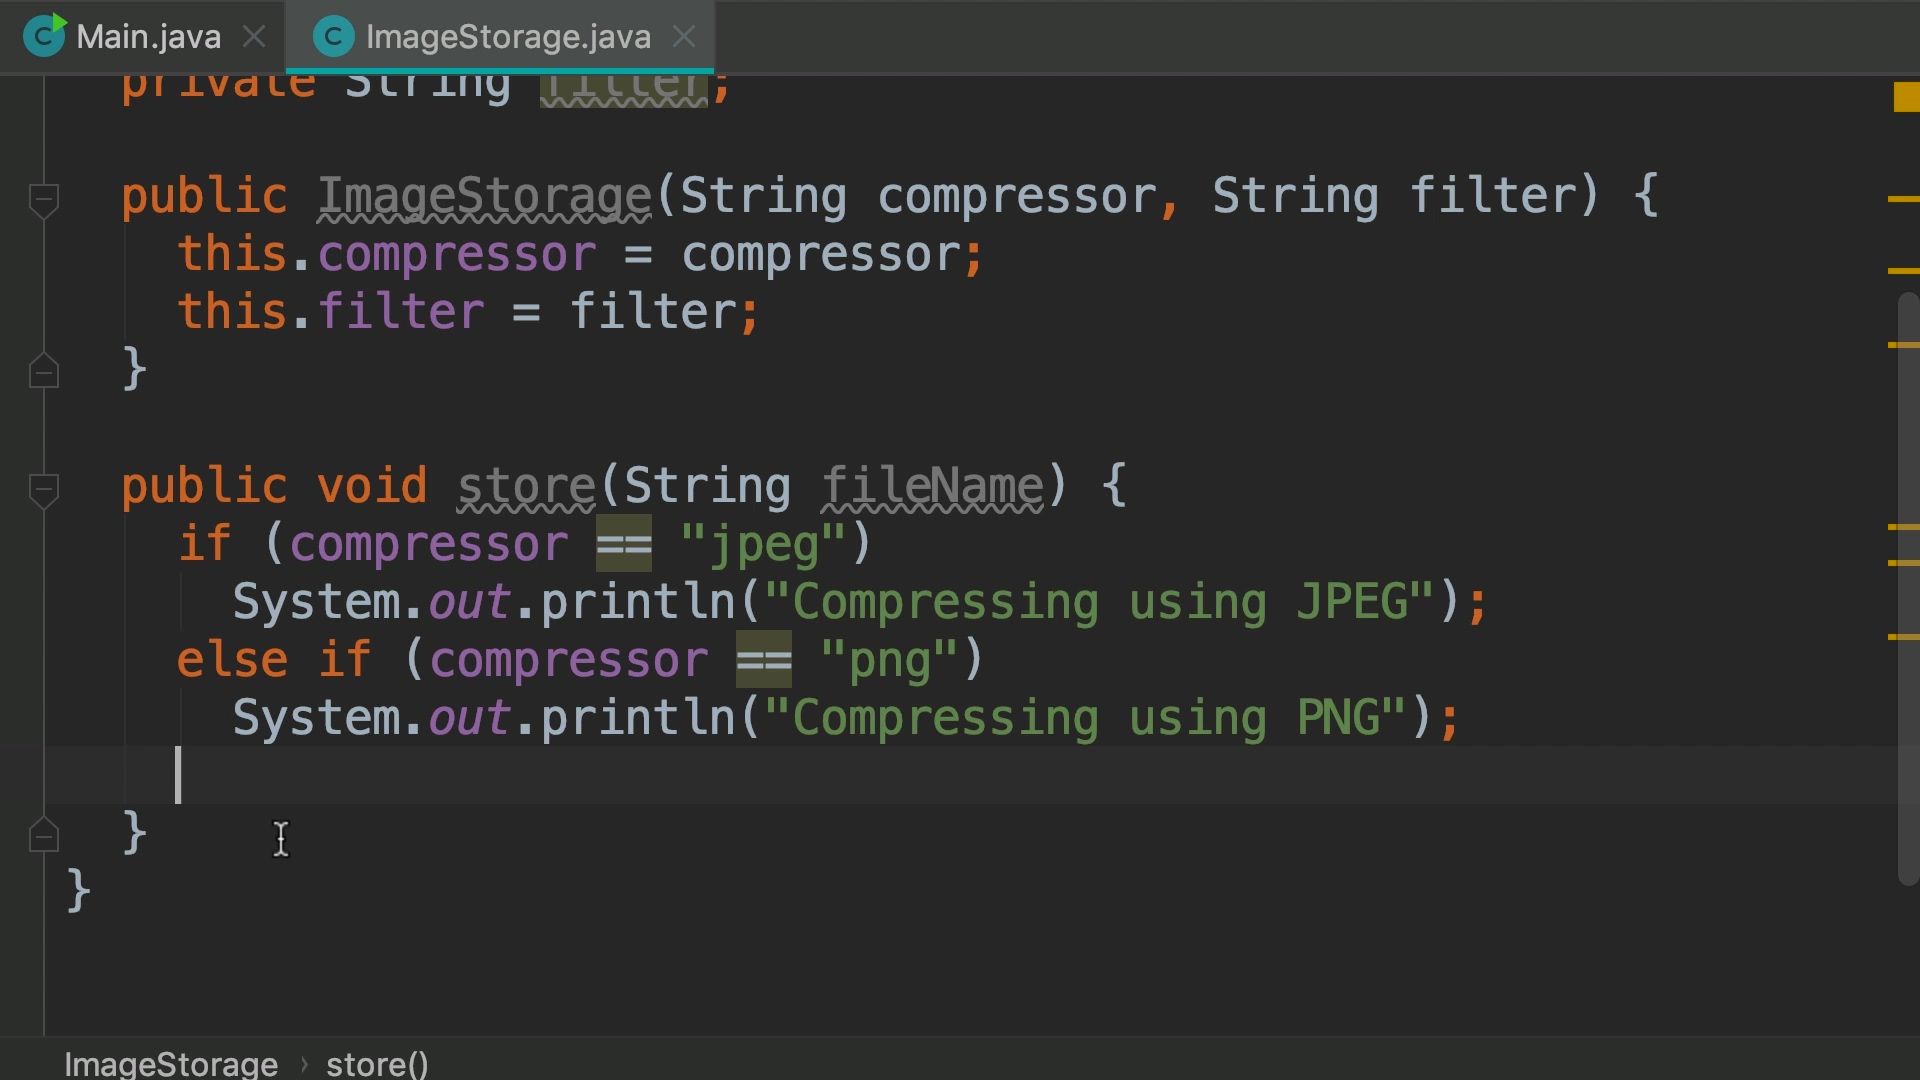 Main.java
ImageStorage.java
private String filter;
public ImageStorage(String compressor, String filter) {
this.compressor = compressor;
this.filter = filter;
}
public void store(String fileName) {
if (compressor == "jpeg")
System.out.println("Compressing using JPEG");
else if (compressor == "png")
System.out.println("Compressing using PNG");
}
}
ImageStorage › store()